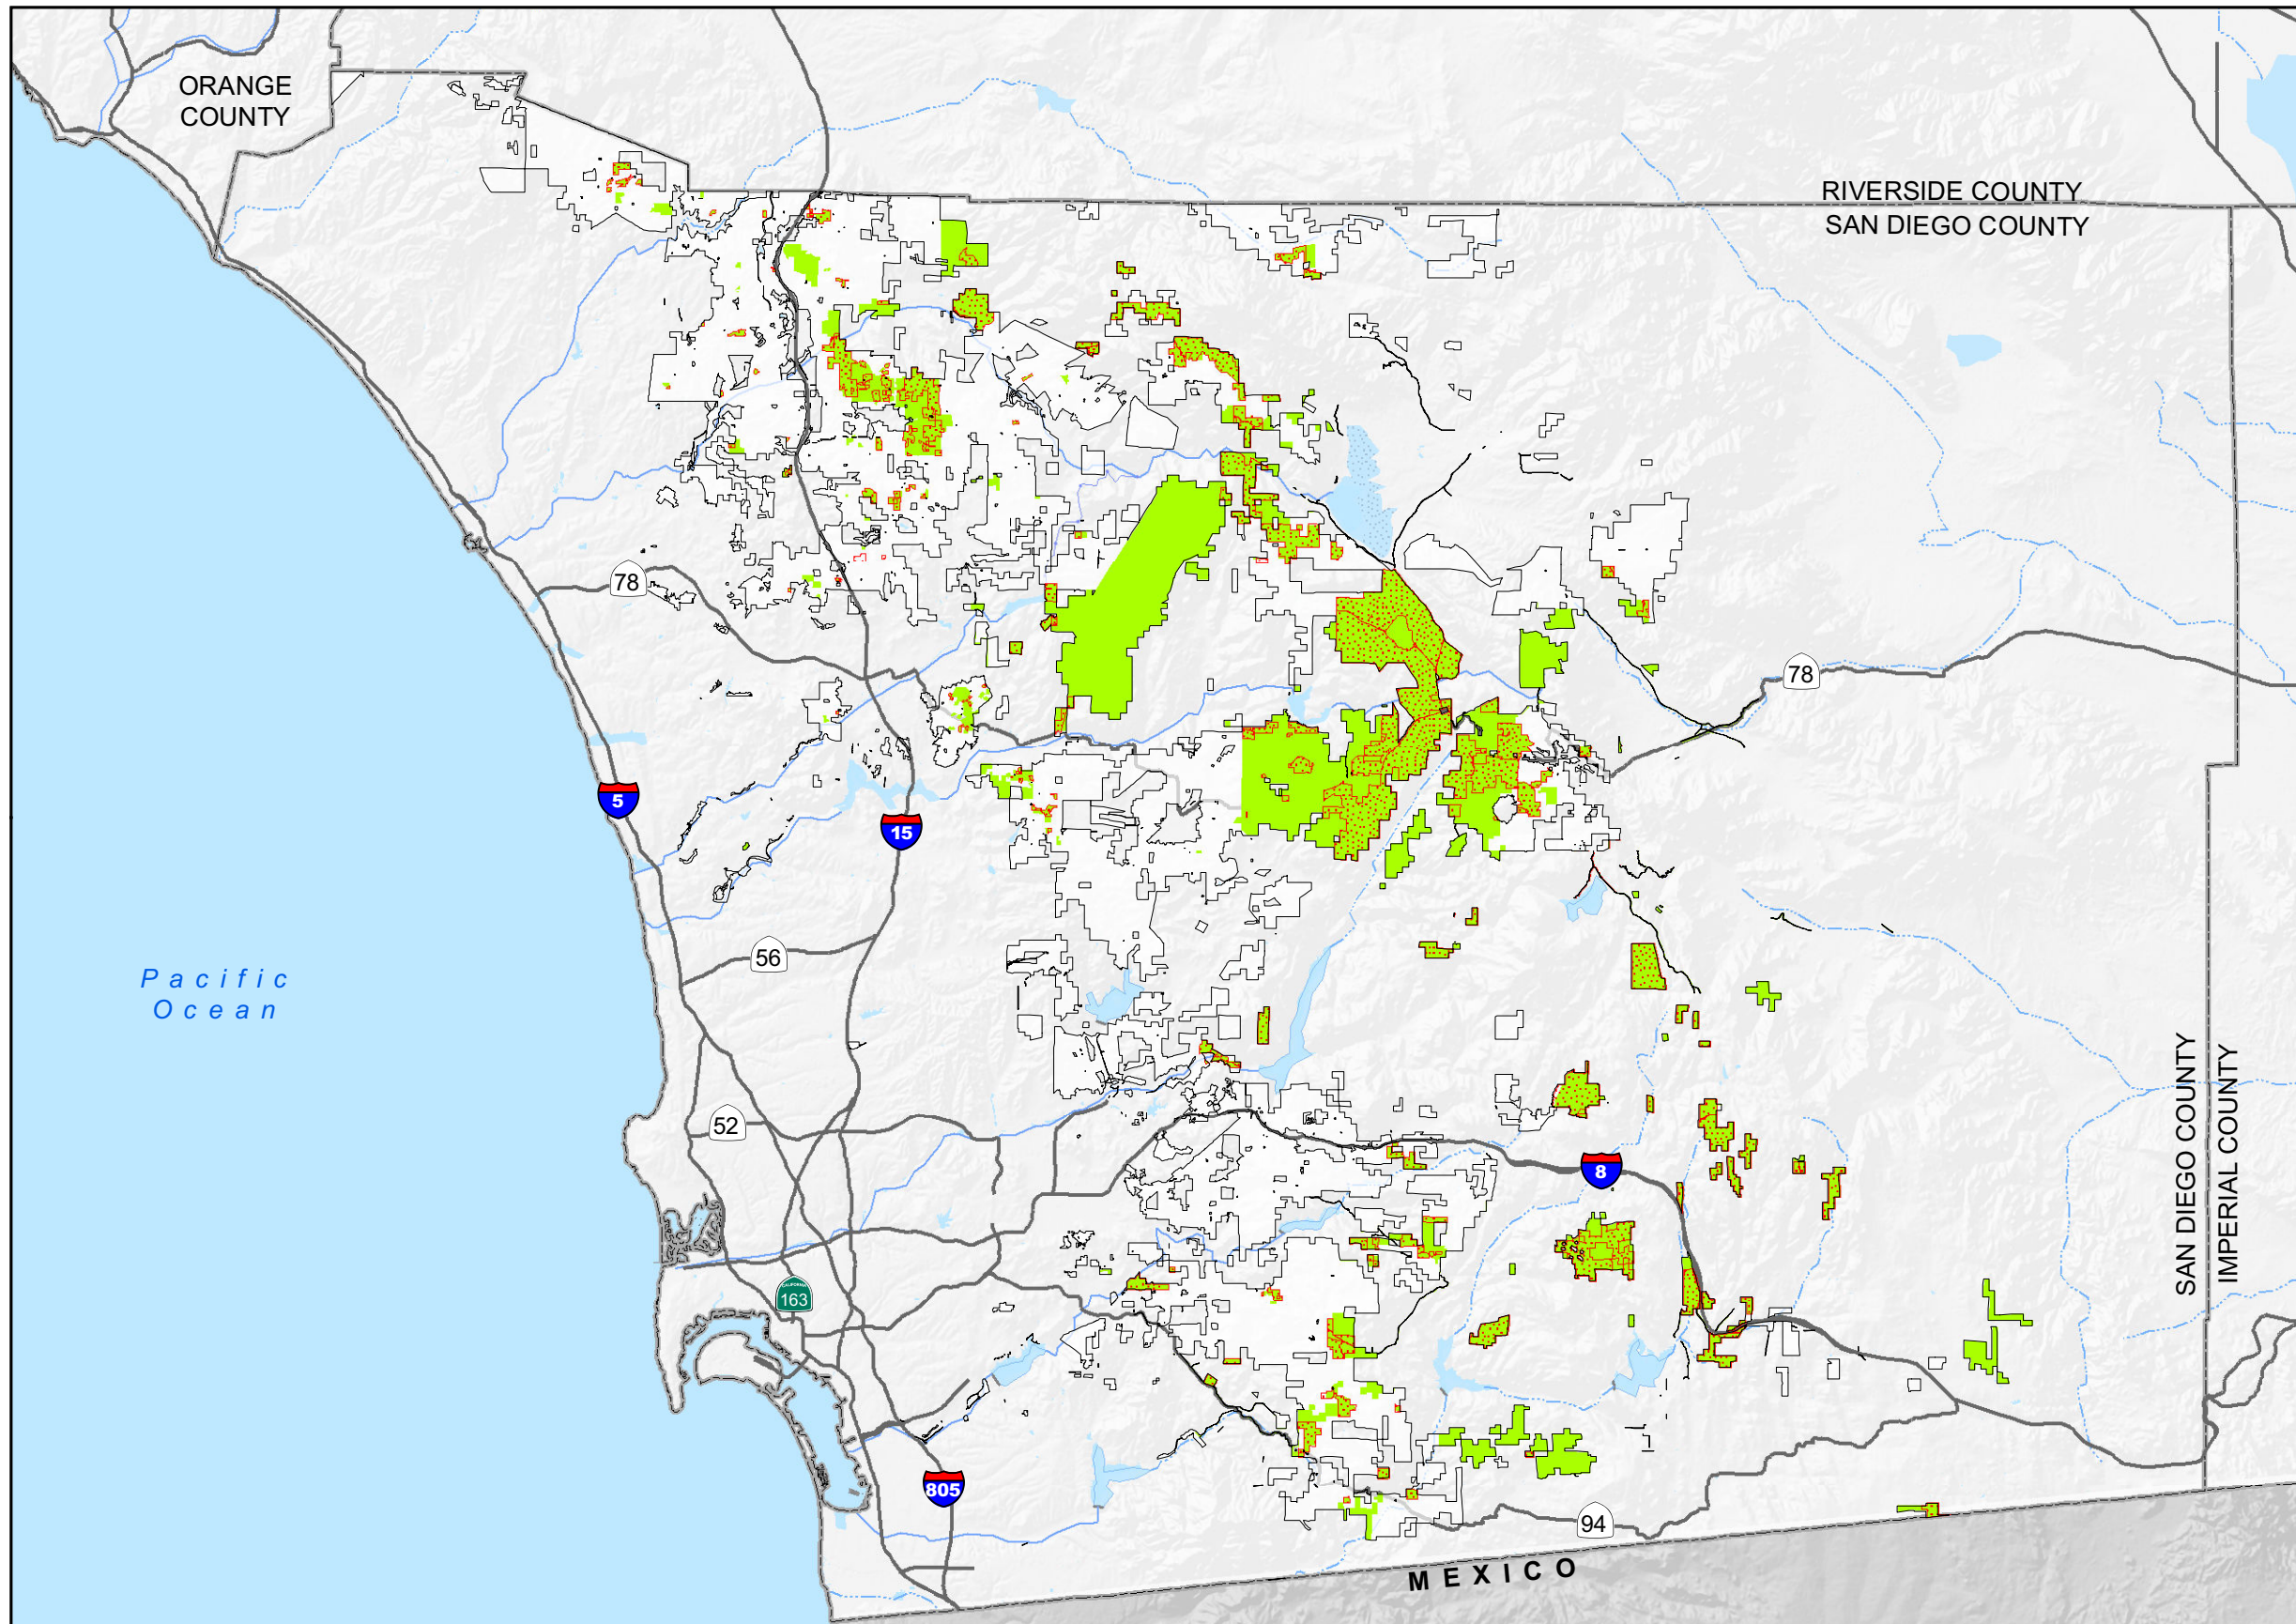 ORANGE
COUNTY
RIVERSIDE COUNTY
SAN DIEGO COUNTY
78
78
5
15
56
Pacific
Ocean
52
8
SAN DIEGO COUNTY
IMPERIAL COUNTY
CALIFORNIA
163
805
94
MEXICO